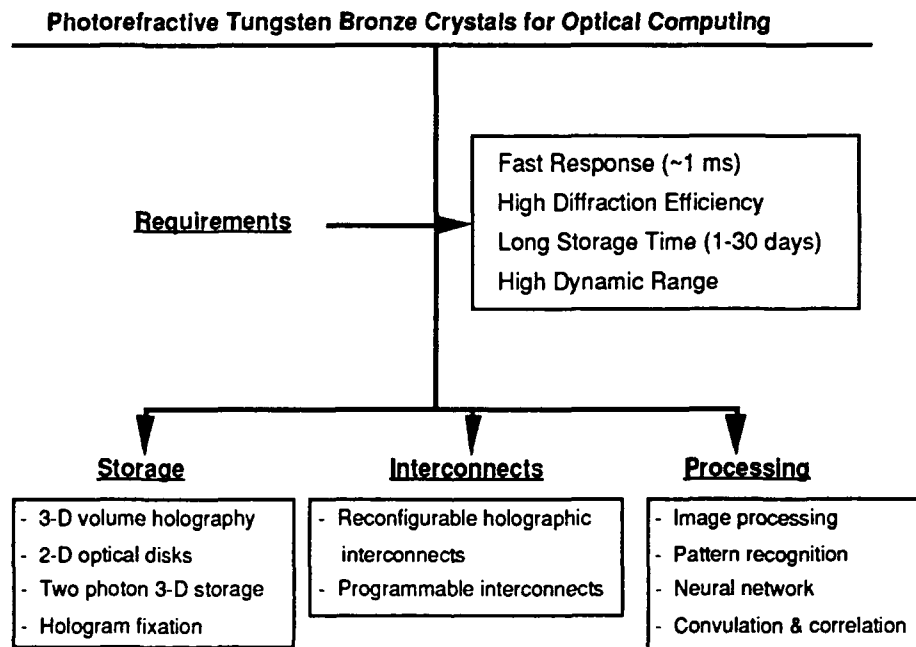 Photorefractive Tungsten Bronze Crystals for Optical Computing
Requirements
Fast Response (~1 ms)
High Diffraction Efficiency
Long Storage Time (1-30 days)
High Dynamic Range
Storage
- 3-D volume holography
- 2-D optical disks
- Two photon 3-D storage
- Hologram fixation
Interconnects
- Reconfigurable holographic
interconnects
- Programmable interconnects
Processing
- Image processing
- Pattern recognition
- Neural network
- Convulation & correlation